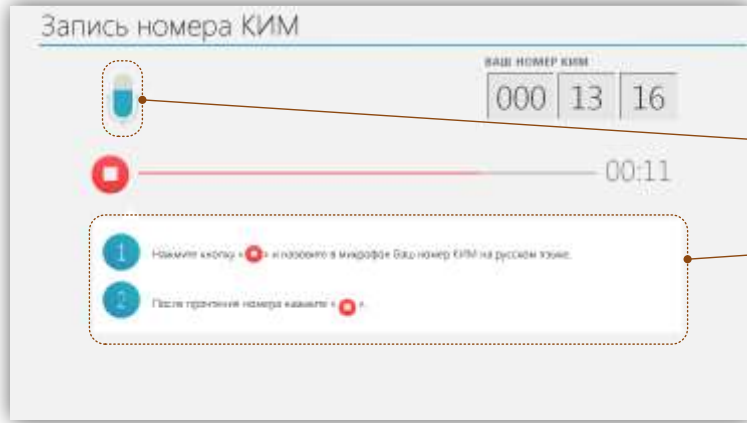 Запись номера КИМ
ВАШ НОМЕР КИМ
000 13 16
00:11
1 Нажмите кнопку « » и назовите в микрофон Ваш номер КИМ на русском языке.
2 После прочтения номера нажмите « ».